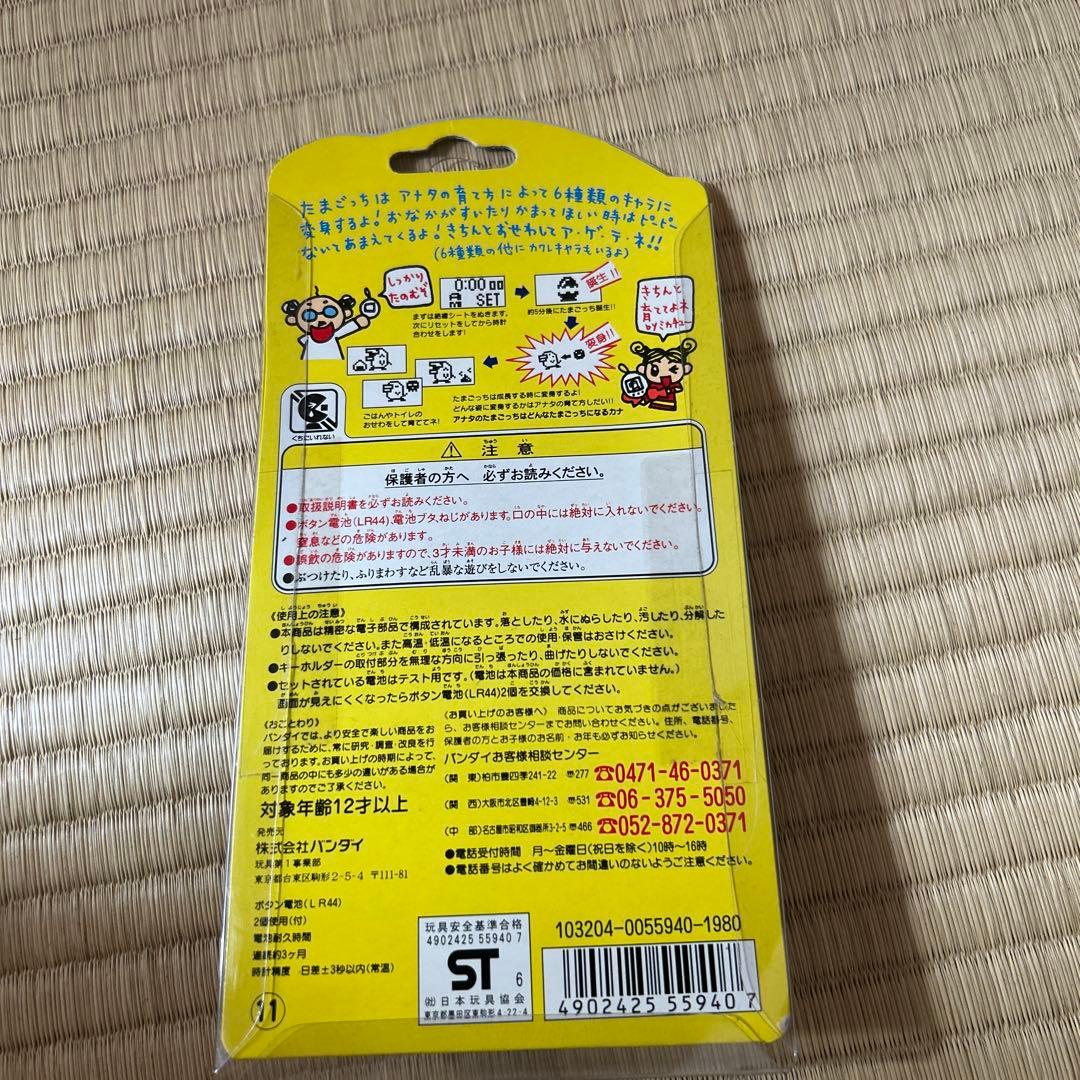 たまごっちは アナタの育て方によって6種類のキャラに
変身するよ! おなかがすいたりかまってほしい時はピーピー
ないてあまえてくるよ! きちんとおせわしてア・ゲ・テ・ネ!!
(6種類の他にカクレキャラもいるよ)
しっかり
たのむぞ
0:00 00
AM SET
誕生!!
きちんと
育ててよネ
byミカチュー
まずは絶縁シートをぬきます。
次にリセットをしてから時計
合わせをします!
約5分後にたまごっち誕生!!
変身!!
たまごっちは成長する時に変身するよ!
どんな姿に変身するかはアナタの育て方しだい!!
アナタのたまごっちはどんなたまごっちになるカナ
くちにいれない
ごはんやトイレの
おせわをして育ててネ!
注意
保護者の方へ 必ずお読みください。
●取扱説明書を必ずお読みください。
●ボタン電池(LR44)、電池ブタ、ねじがあります。口の中には絶対に入れないでください。
窒息などの危険があります。
●誤飲の危険がありますので、3才未満のお子様には絶対に与えないでください。
●ぶつけたり、ふりまわすなど乱暴な遊びをしないでください。
《使用上の注意》
●本商品は精密な電子部品で構成されています。落としたり、水にぬらしたり、汚したり、分解した
りしないでください。また高温・低温になるところでの使用・保管はおさけください。
●キーホルダーの取付部分を無理な方向に引っ張ったり、曲げたりしないでください。
●セットされている電池はテスト用です。(電池は本商品の価格に含まれていません。)
画面が見えにくくなったらボタン電池(LR44)2個を交換してください。
《おことわり》
バンダイでは、より安全で楽しい商品をお
届けするために、常に研究・調査・改良を行
っております。お買い上げの時期によって、
同一商品の中にも多少の違いがある場合が
ありますのでご了承ください。
《お買い上げのお客様へ》 商品についてお気づきの点がございました
ら、お客様相談センターまでお問い合わせください。住所、電話番号、
保護者の方とお子様のお名前・お年も必ずお知らせください。
バンダイお客様相談センター
(関 東)柏市豊四季241-22 〒277 ☎0471-46-0371
(関 西)大阪市北区豊崎4-12-3 〒531 ☎06-375-5050
(中 部)名古屋市昭和区御器所3-2-5 〒466 ☎052-872-0371
●電話受付時間 月〜金曜日(祝日を除く)10時〜16時
●電話番号はよく確かめてお間違いのないようご注意ください。
対象年齢12才以上
発売元
株式会社バンダイ
玩具第1事業部
東京都台東区駒形2-5-4 〒111-81
ボタン電池(LR44)
2個使用(付)
電池耐久時間
連続約3ヶ月
時計精度 日差±3秒以内(常温)
11
玩具安全基準合格
4902425 55940 7
ST 6
(社)日本玩具協会
東京都墨田区東駒形4-22-4
103204-0055940-1980
4902425 559407